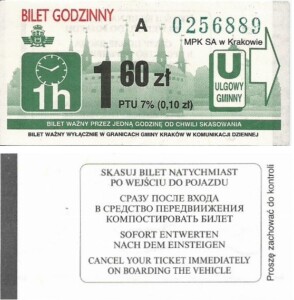 BILET GODZINNY
A
0256889
MPK SA w Krakowie
1h
1 60 zł
PTU 7% (0,10 zł)
U
ULGOWY
GMINNY
BILET WAŻNY PRZEZ JEDNĄ GODZINĘ OD CHWILI SKASOWANIA
BILET WAŻNY WYŁĄCZNIE W GRANICACH GMINY KRAKÓW W KOMUNIKACJI DZIENNEJ
SKASUJ BILET NATYCHMIAST
PO WEJŚCIU DO POJAZDU
СРАЗУ ПОСЛЕ ВХОДА
В СРЕДСТВО ПЕРЕДВИЖЕНИЯ
КОМПОСТИРОВАТЬ БИЛЕТ
SOFORT ENTWERTEN
NACH DEM EINSTEIGEN
CANCEL YOUR TICKET IMMEDIATELY
ON BOARDING THE VEHICLE
Proszę zachować do kontroli